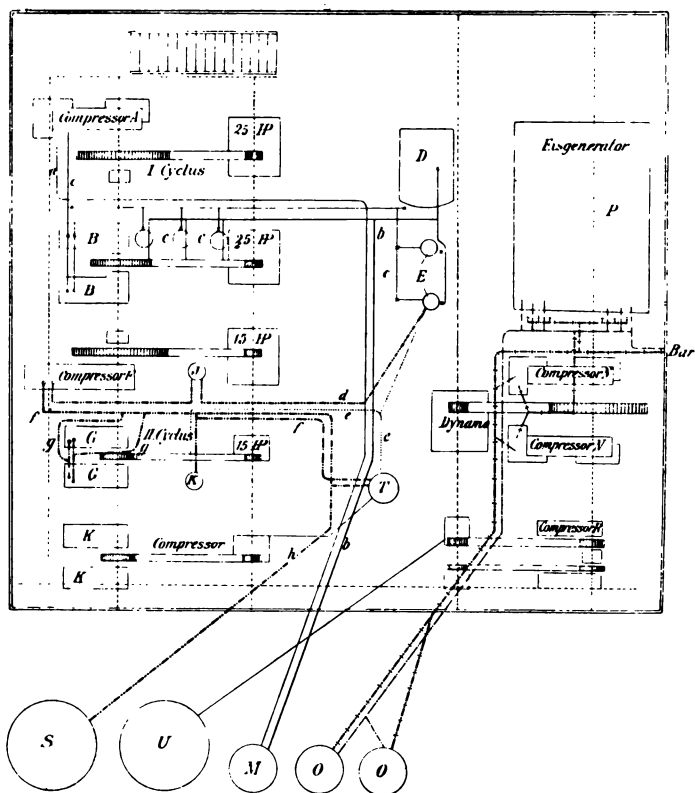 Compressor A
25 HP
D
Eisgenerator
a
c
I Cyclus
P
B
c
c
25 HP
b
B
c
E
15 HP
Bar
Compressor F
J
Compressor N
d
f
e
f
Dynamo
g
G
II Cyclus
g
15 HP
e
Compressor N
G
K
T
K
Compressor
h
b
Compressor R
K
S
U
M
O
O